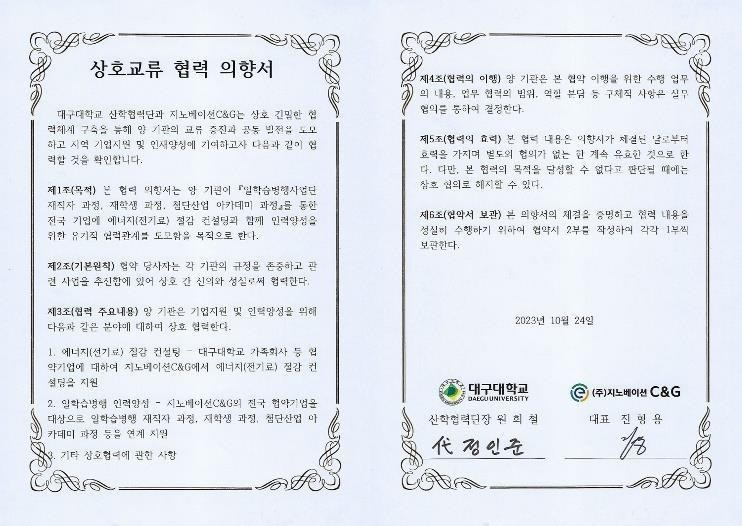 상호교류 협력 의향서
대구대학교 산학협력단과 지노베이션C&G은 상호 긴밀한 협
력체계 구축을 통해 양 기관의 교류 증진과 공동 발전을 도모
하고 지역 기업지원 및 인재양성에 기여하고자 다음과 같이 협
력할 것을 확인합니다.
제1조(목적) 본 협력 의향서는 양 기관이 『일학습병행사업단
재직자 과정, 재학생 과정, 첨단산업 아카데미 과정』를 통한
전국 기업에 에너지(전기료) 절감 컨설팅과 함께 인력양성을
위한 유기적 협력관계를 도모함을 목적으로 한다.
제2조(기본원칙) 협약 당사자는 각 기관의 규정을 존중하고 관
련 사업을 추진함에 있어 상호 간 신의와 성실로써 협력한다.
제3조(협력 주요내용) 양 기관은 기업지원 및 인력양성을 위해
다음과 같은 분야에 대하여 상호 협력한다.
1. 에너지(전기료) 절감 컨설팅 - 대구대학교 가족회사 등 협
약기업에 대하여 지노베이션C&G에서 에너지(전기료) 절감 컨
설팅을 지원
2. 일학습병행 인력양성 - 지노베이션C&G의 전국 협약기업을
대상으로 일학습병행 재직자 과정, 재학생 과정, 첨단산업 아
카데미 과정 등을 연계 지원
3. 기타 상호협력에 관한 사항
제4조(협력의 이행) 양 기관은 본 협약 이행을 위한 수행 업무
의 내용, 업무 협력의 범위, 역할 분담 등 구체적 사항은 실무
협의를 통하여 결정한다.
제5조(협력의 효력) 본 협력 내용은 의향서가 체결된 날로부터
효력을 가지며 별도의 협의가 없는 한 계속 유효한 것으로 한
다. 다만, 본 협력의 목적을 달성할 수 없다고 판단될 때에는
상호 협의로 해지할 수 있다.
제6조(협약서 보관) 본 의향서의 체결을 증명하고 협력 내용을
성실히 수행하기 위하여 협약서 2부를 작성하여 각각 1부씩
보관한다.
2023년 10월 24일
대구대학교
DAEGU UNIVERSITY
(주)지노베이션 C&G
산학협력단장 원 희 철
대표 진 형 용
代 정 인 준